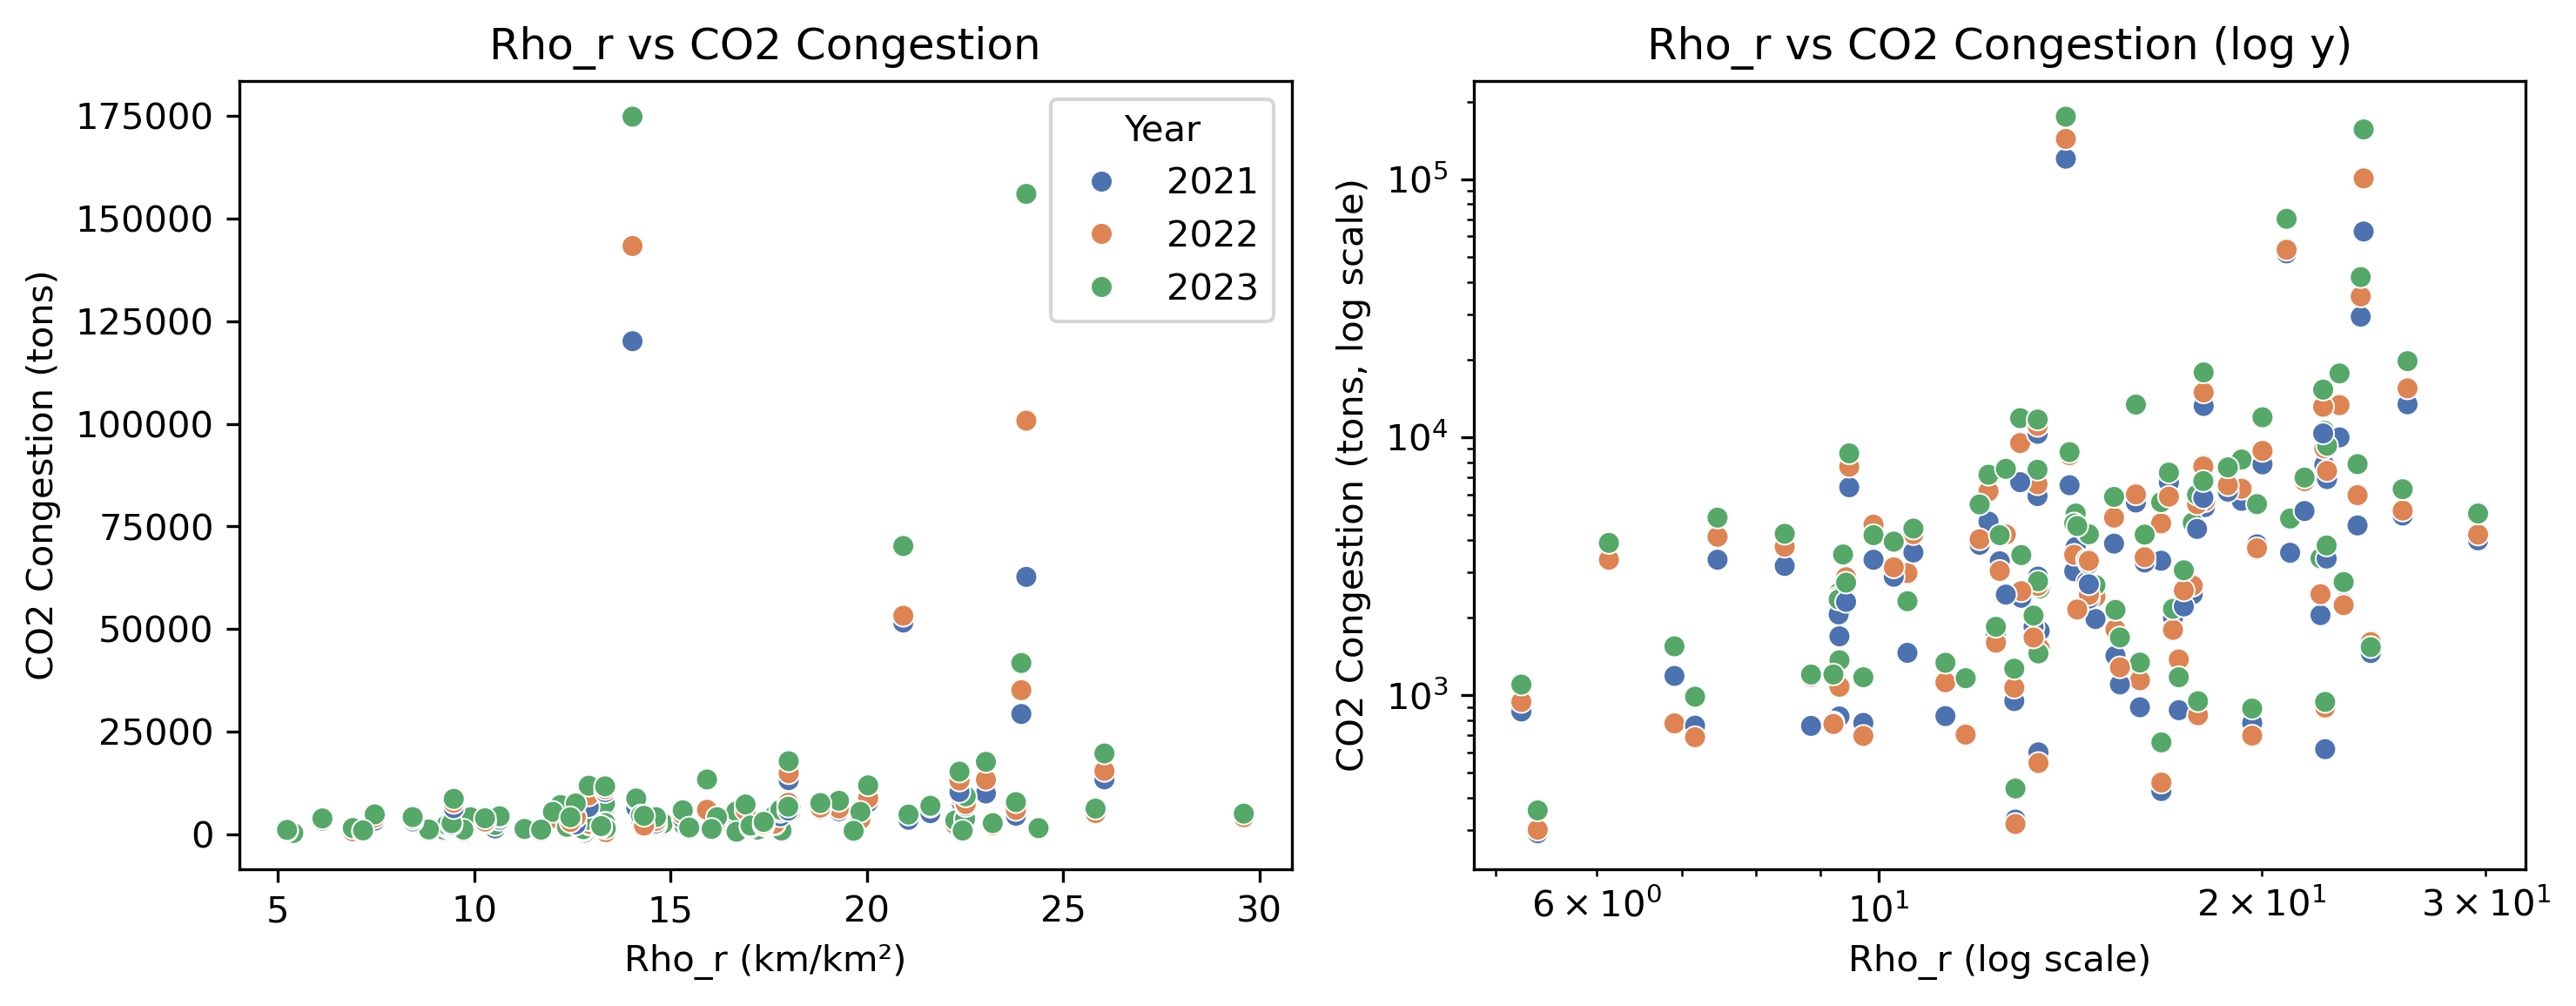 Rho_r vs CO2 Congestion
CO2 Congestion (tons)
175000
150000
125000
100000
75000
50000
25000
0
5
10
15
20
25
30
Rho_r (km/km²)
Year
2021
2022
2023
Rho_r vs CO2 Congestion (log y)
CO2 Congestion (tons, log scale)
10⁵
10⁴
10³
6 × 10⁰
10¹
2 × 10¹
3 × 10¹
Rho_r (log scale)